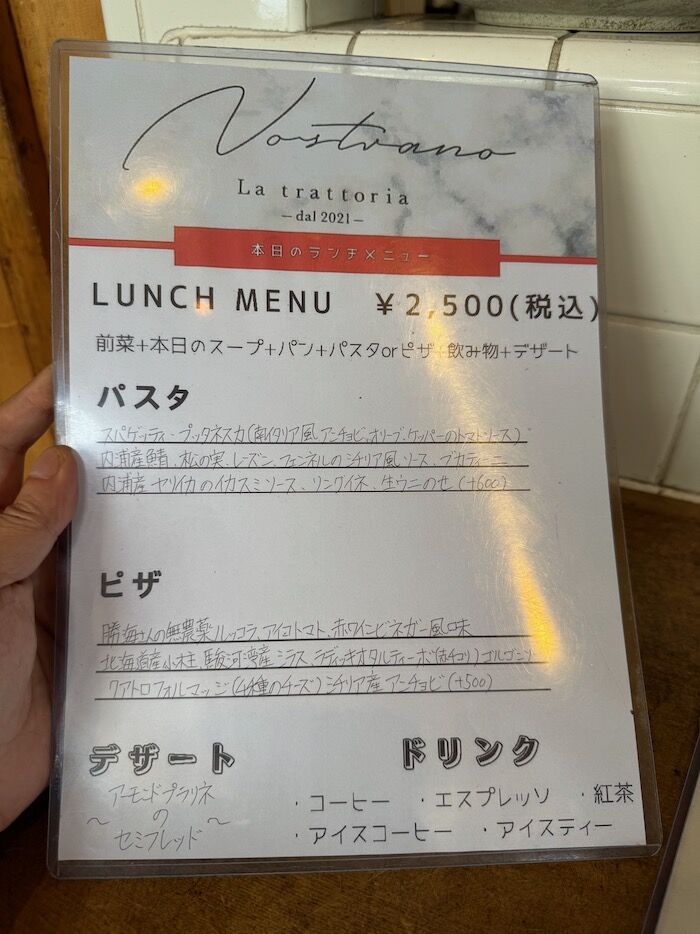 Nostrano
La trattoria
–dal 2021–
本日のランチメニュー
LUNCH MENU ¥2,500(税込)
前菜+本日のスープ+パン+パスタorピザ+飲み物+デザート
パスタ
スパゲッティープッタネスカ(南イタリア風アンチョビ、オリーブ、ケッパーのトマトソース)
内浦産鯖、松の実、レーズン、フェンネルのシチリア風ソース、ブカティーニ
内浦産ヤリイカのイカスミソース、リングイネ、生ウニのせ(+600)
ピザ
勝海さんの無農薬ルッコラ、アイコトマト、赤ワインビネガー風味
北海道産小柱、駿河湾産シラス ラディッキオタルティーボ(赤チコリ)ゴルゴンゾーラ
クアトロフォルマッジ(4種のチーズ)シチリア産アンチョビ(+500)
デザート
ドリンク
アーモンドプラリネ
～の～
セミフレッド
・コーヒー ・エスプレッソ ・紅茶
・アイスコーヒー ・アイスティー